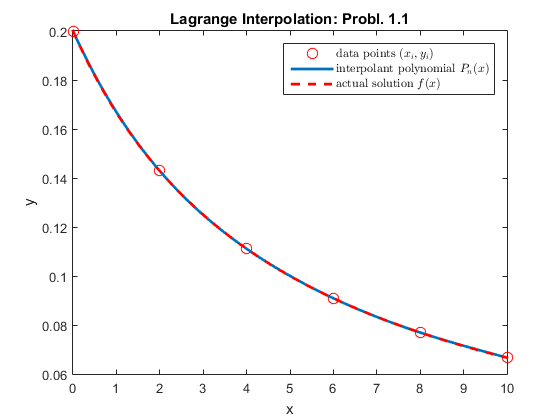 Lagrange Interpolation: Probl. 1.1
data points (x_i, y_i)
interpolant polynomial P_n(x)
actual solution f(x)
0.2
0.18
0.16
0.14
0.12
0.1
0.08
0.06
y
0 1 2 3 4 5 6 7 8 9 10
x